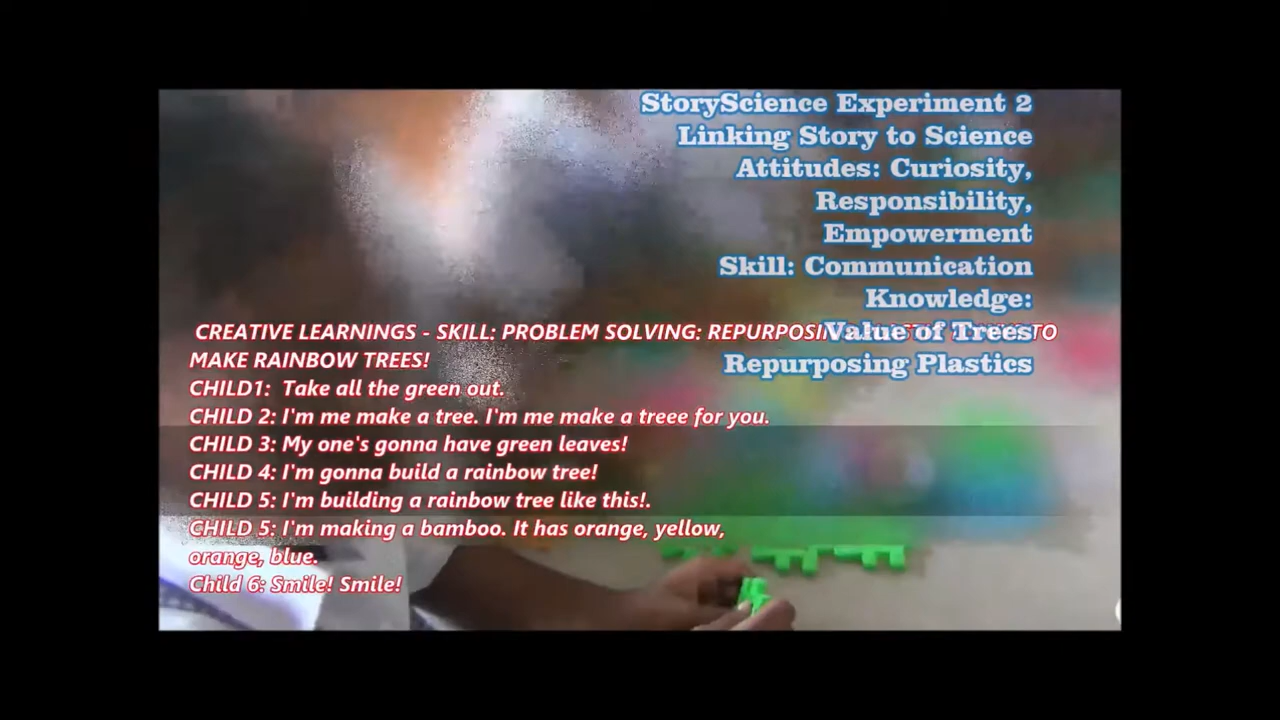 StoryScience Experiment 2
Linking Story to Science
Attitudes: Curiosity,
Responsibility,
Empowerment
Skill: Communication
Knowledge:
Value of Trees
Repurposing Plastics
CREATIVE LEARNINGS - SKILL: PROBLEM SOLVING: TO
MAKE RAINBOW TREES!
CHILD1: Take all the green out.
CHILD 2: I'm me make a tree. I'm me make a treee for you.
CHILD 3: My one's gonna have green leaves!
CHILD 4: I'm gonna build a rainbow tree!
CHILD 5: I'm building a rainbow tree like this!.
CHILD 5: I'm making a bamboo. It has orange, yellow,
orange, blue.
Child 6: Smile! Smile!